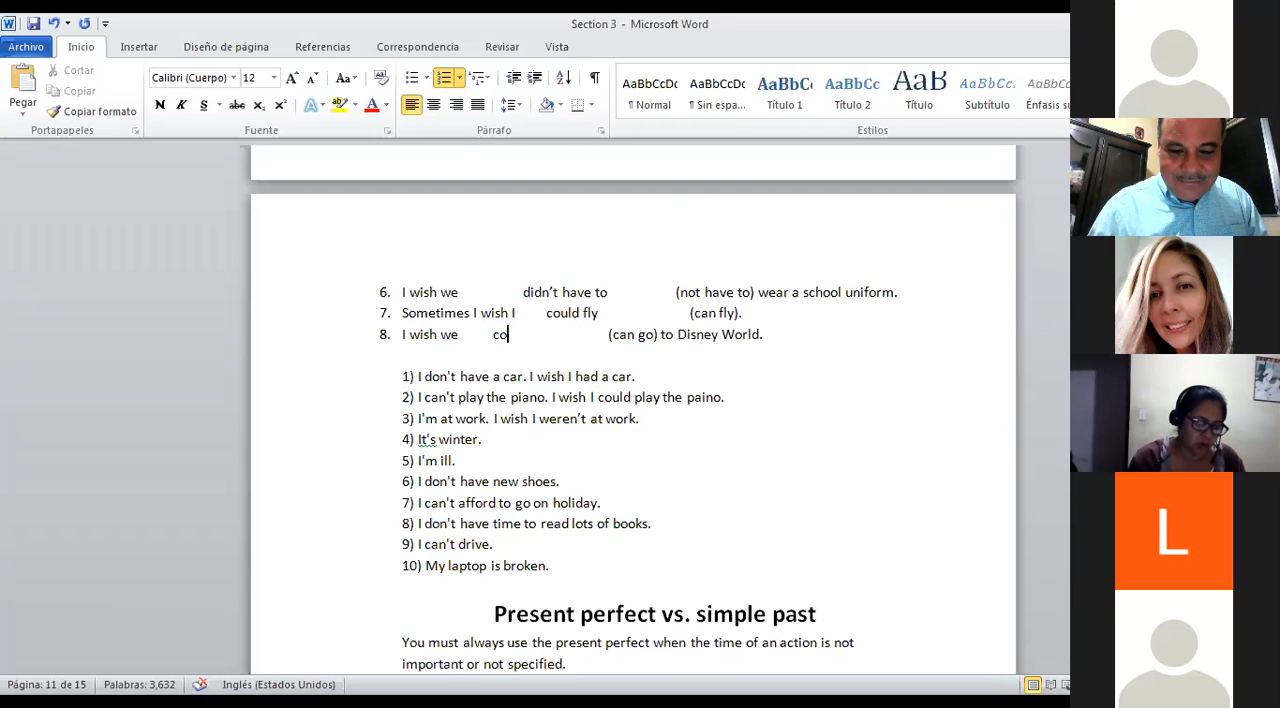 Section 3 - Microsoft Word
Archivo Inicio Insertar Diseño de página Referencias Correspondencia Revisar Vista
Pegar Cortar Copiar Copiar formato
Portapapeles
Calibri (Cuerpo) 12
Fuente
Párrafo
AaBbCcDc AaBbCcDc AaBbC AaBbCc AaB AaBbCc. AaBbCcD
¶ Normal ¶ Sin espa... Título 1 Título 2 Título Subtítulo Énfasis s
Estilos
6. I wish we didn't have to (not have to) wear a school uniform.
7. Sometimes I wish I could fly (can fly).
8. I wish we co (can go) to Disney World.
1) I don't have a car. I wish I had a car.
2) I can't play the piano. I wish I could play the paino.
3) I'm at work. I wish I weren't at work.
4) It's winter.
5) I'm ill.
6) I don't have new shoes.
7) I can't afford to go on holiday.
8) I don't have time to read lots of books.
9) I can't drive.
10) My laptop is broken.
Present perfect vs. simple past
You must always use the present perfect when the time of an action is not
important or not specified.
Página: 11 de 15 Palabras: 3,632 Inglés (Estados Unidos)
L